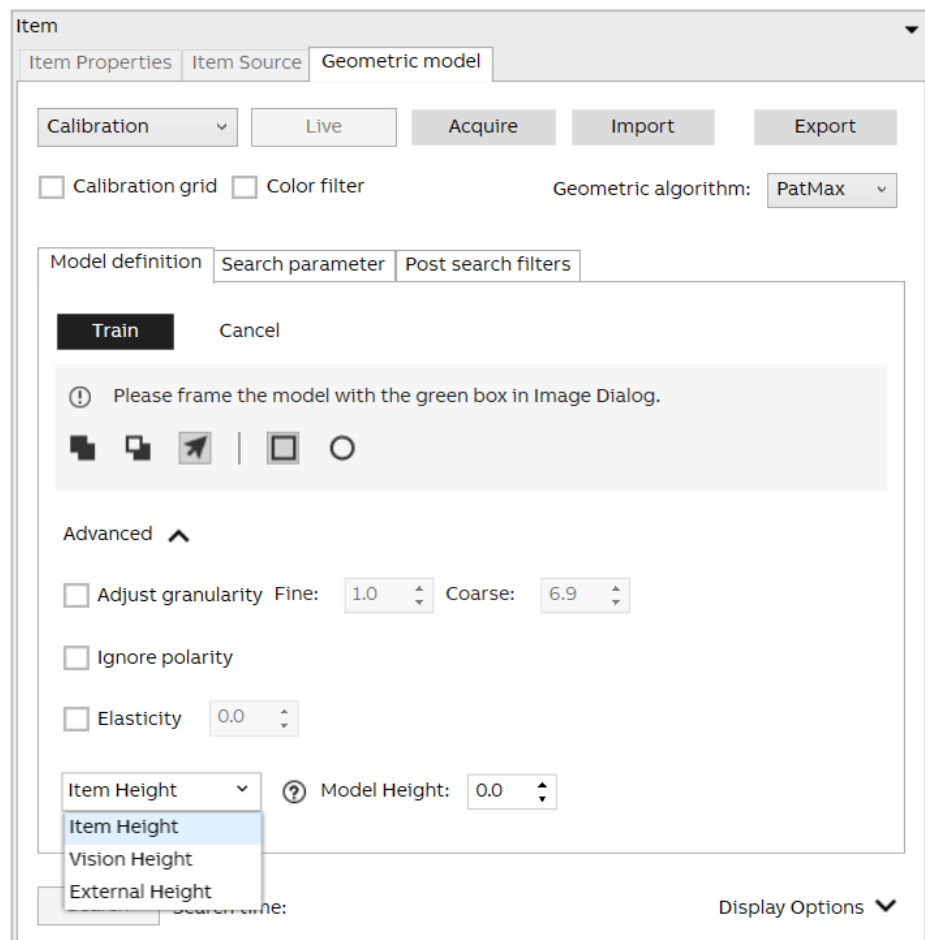 Item
Item Properties Item Source Geometric model
Calibration Live Acquire Import Export
Calibration grid Color filter Geometric algorithm: PatMax
Model definition Search parameter Post search filters
Train Cancel
Please frame the model with the green box in Image Dialog.
Advanced
Adjust granularity Fine: 1.0 Coarse: 6.9
Ignore polarity
Elasticity 0.0
Item Height Model Height: 0.0
Item Height
Vision Height
External Height
time: Display Options